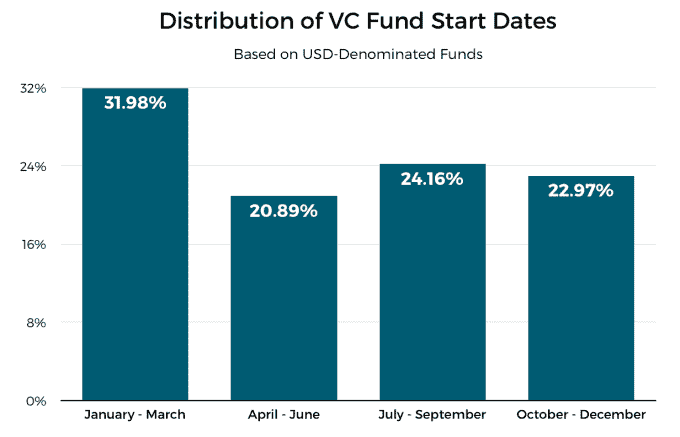 Distribution of VC Fund Start Dates
Based on USD-Denominated Funds
32%
24%
16%
8%
0%
31.98%
20.89%
24.16%
22.97%
January - March
April - June
July - September
October - December